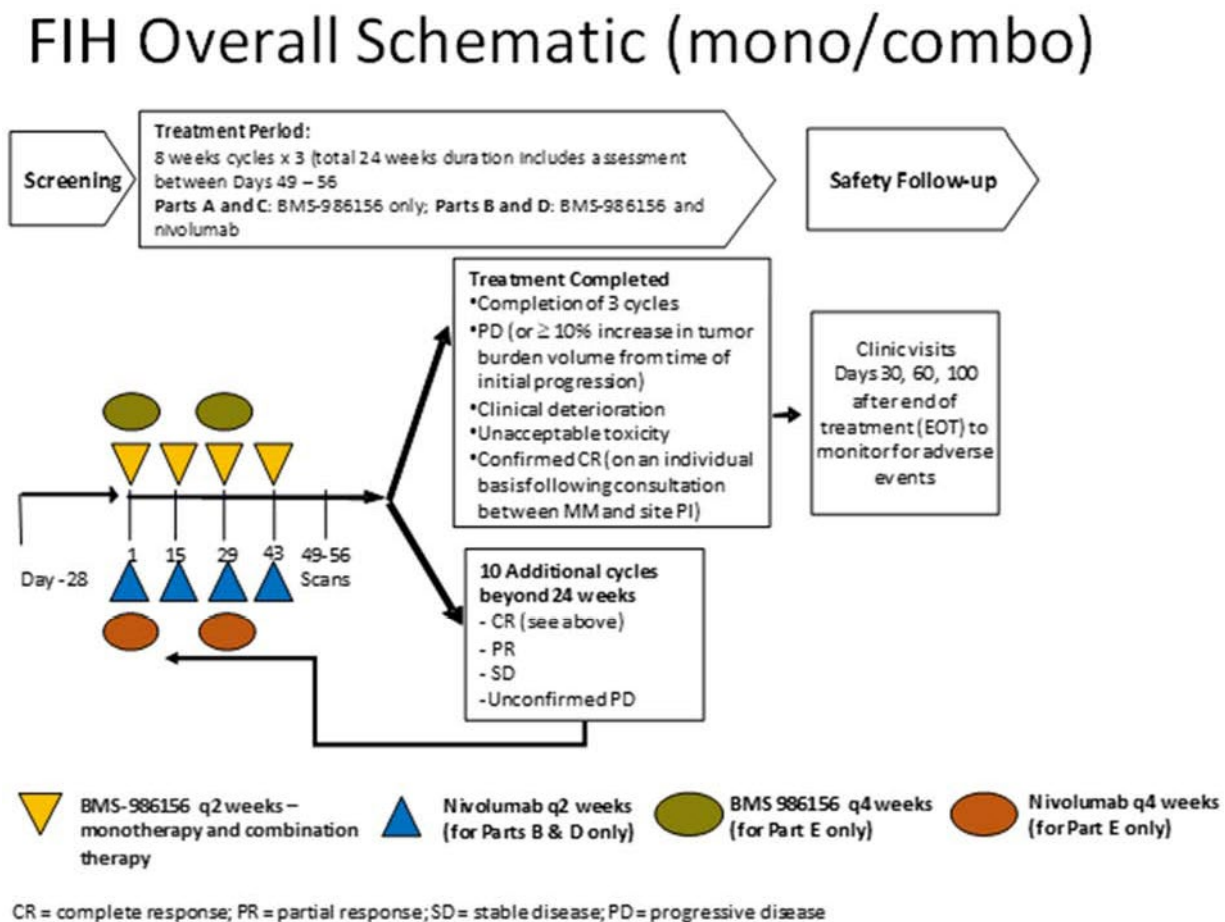 FIH Overall Schematic (mono/combo)
Screening
Treatment Period:
8 weeks cycles x 3 (total 24 weeks duration includes assessment
between Days 49 – 56
Parts A and C: BMS-986156 only; Parts B and D: BMS-986156 and
nivolumab
Safety Follow-up
Treatment Completed
•Completion of 3 cycles
•PD (or ≥ 10% increase in tumor
burden volume from time of
initial progression)
•Clinical deterioration
•Unacceptable toxicity
•Confirmed CR (on an individual
basis following consultation
between MM and site PI)
Clinic visits
Days 30, 60, 100
after end of
treatment (EOT) to
monitor for adverse
events
Day -28
1 15 29 43 49-56
Scans
10 Additional cycles
beyond 24 weeks
- CR (see above)
- PR
- SD
-Unconfirmed PD
BMS-986156 q2 weeks –
monotherapy and combination
therapy
Nivolumab q2 weeks
(for Parts B & D only)
BMS 986156 q4 weeks
(for Part E only)
Nivolumab q4 weeks
(for Part E only)
CR = complete response; PR = partial response; SD = stable disease; PD = progressive disease